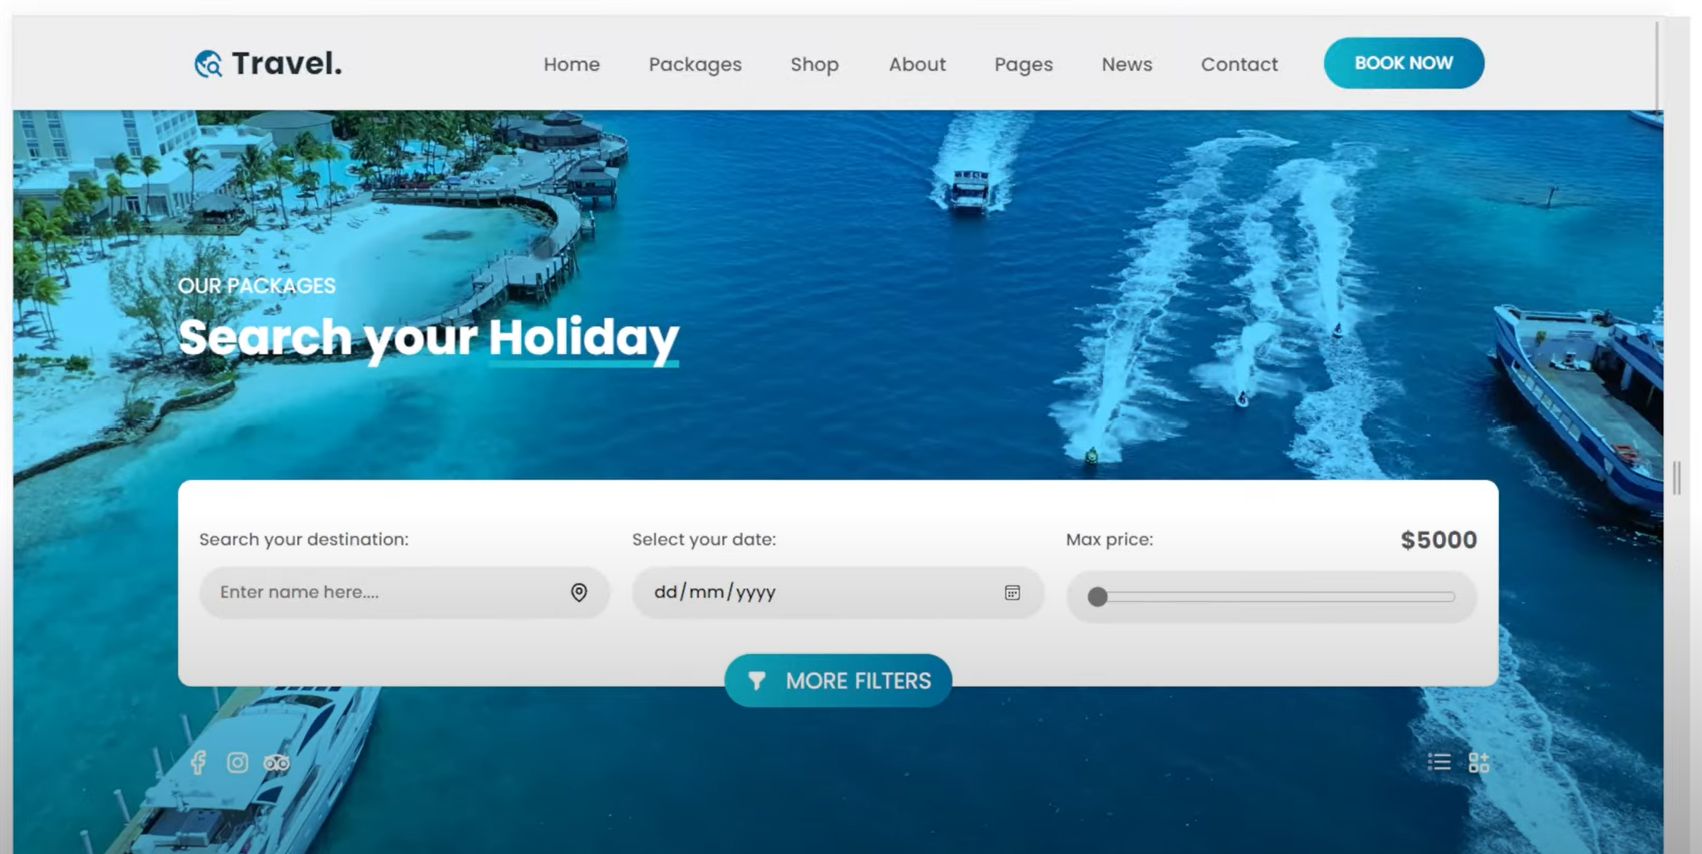 Travel.
Home Packages Shop About Pages News Contact BOOK NOW
OUR PACKAGES
Search your Holiday
Search your destination: Select your date: Max price: $5000
Enter name here.... dd/mm/yyyy
MORE FILTERS